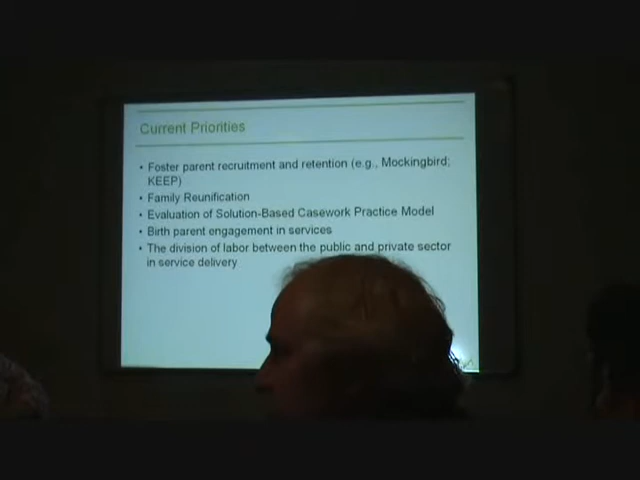 Current Priorities
• Foster parent recruitment and retention (e.g., Mockingbird;
KEEP)
• Family Reunification
• Evaluation of Solution-Based Casework Practice Model
• Birth parent engagement in services
• The division of labor between the public and private sector
in service delivery